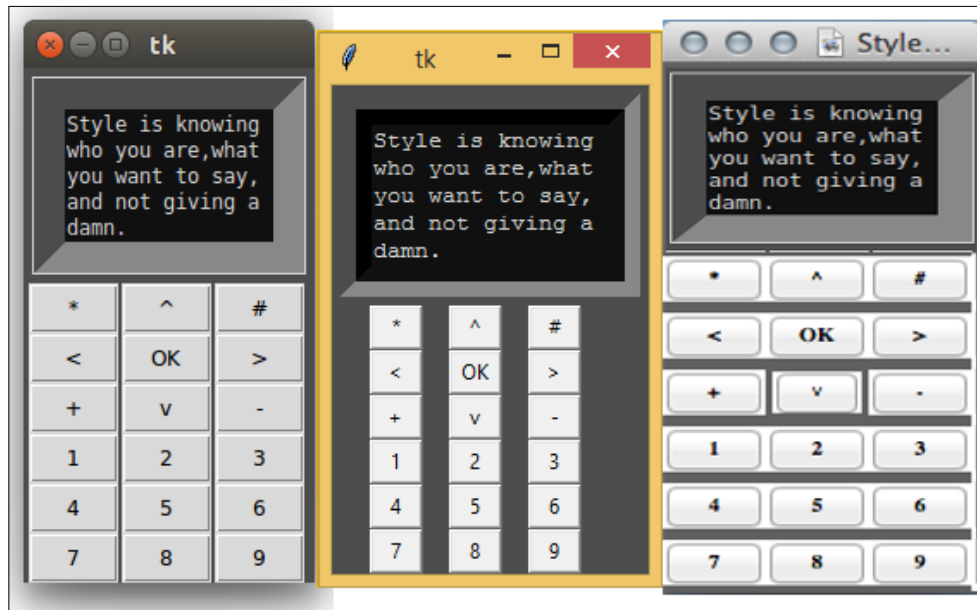 tk
Style is knowing
who you are,what
you want to say,
and not giving a
damn.
* ^ #
< OK >
+ v -
1 2 3
4 5 6
7 8 9
tk
Style is knowing
who you are,what
you want to say,
and not giving a
damn.
* ^ #
< OK >
+ v -
1 2 3
4 5 6
7 8 9
Style...
Style is knowing
who you are,what
you want to say,
and not giving a
damn.
* ^ #
< OK >
+ v -
1 2 3
4 5 6
7 8 9